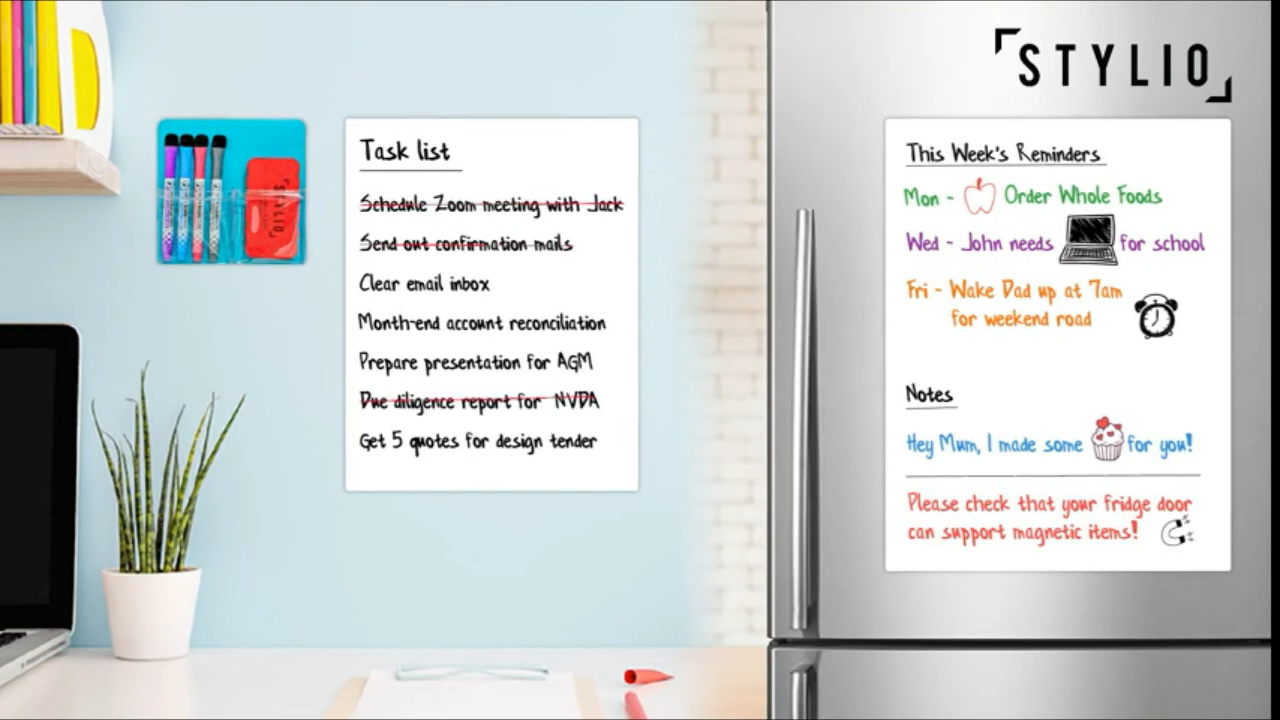 STYLIO
Task list
Schedule Zoom meeting with Jack
Send out confirmation mails
Clear email inbox
Month-end account reconciliation
Prepare presentation for AGM
Due diligence report for NVDA
Get 5 quotes for design tender
This Week's Reminders
Mon - Order Whole Foods
Wed - John needs for school
Fri - Wake Dad up at 7am
for weekend road
Notes
Hey Mum, I made some for you!
Please check that your fridge door
can support magnetic items!
STYLIO